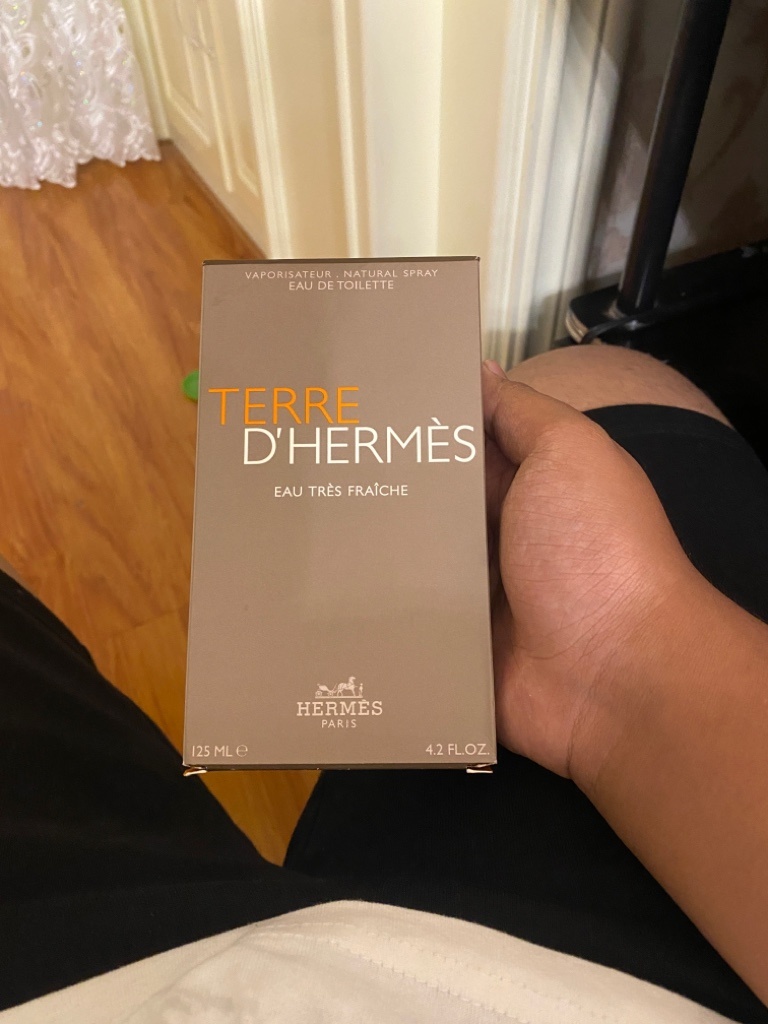 VAPORISATEUR . NATURAL SPRAY
EAU DE TOILETTE
TERRE
D'HERMÈS
EAU TRÈS FRAÎCHE
HERMÈS
PARIS
125 ML ℮ 4.2 FL.OZ.